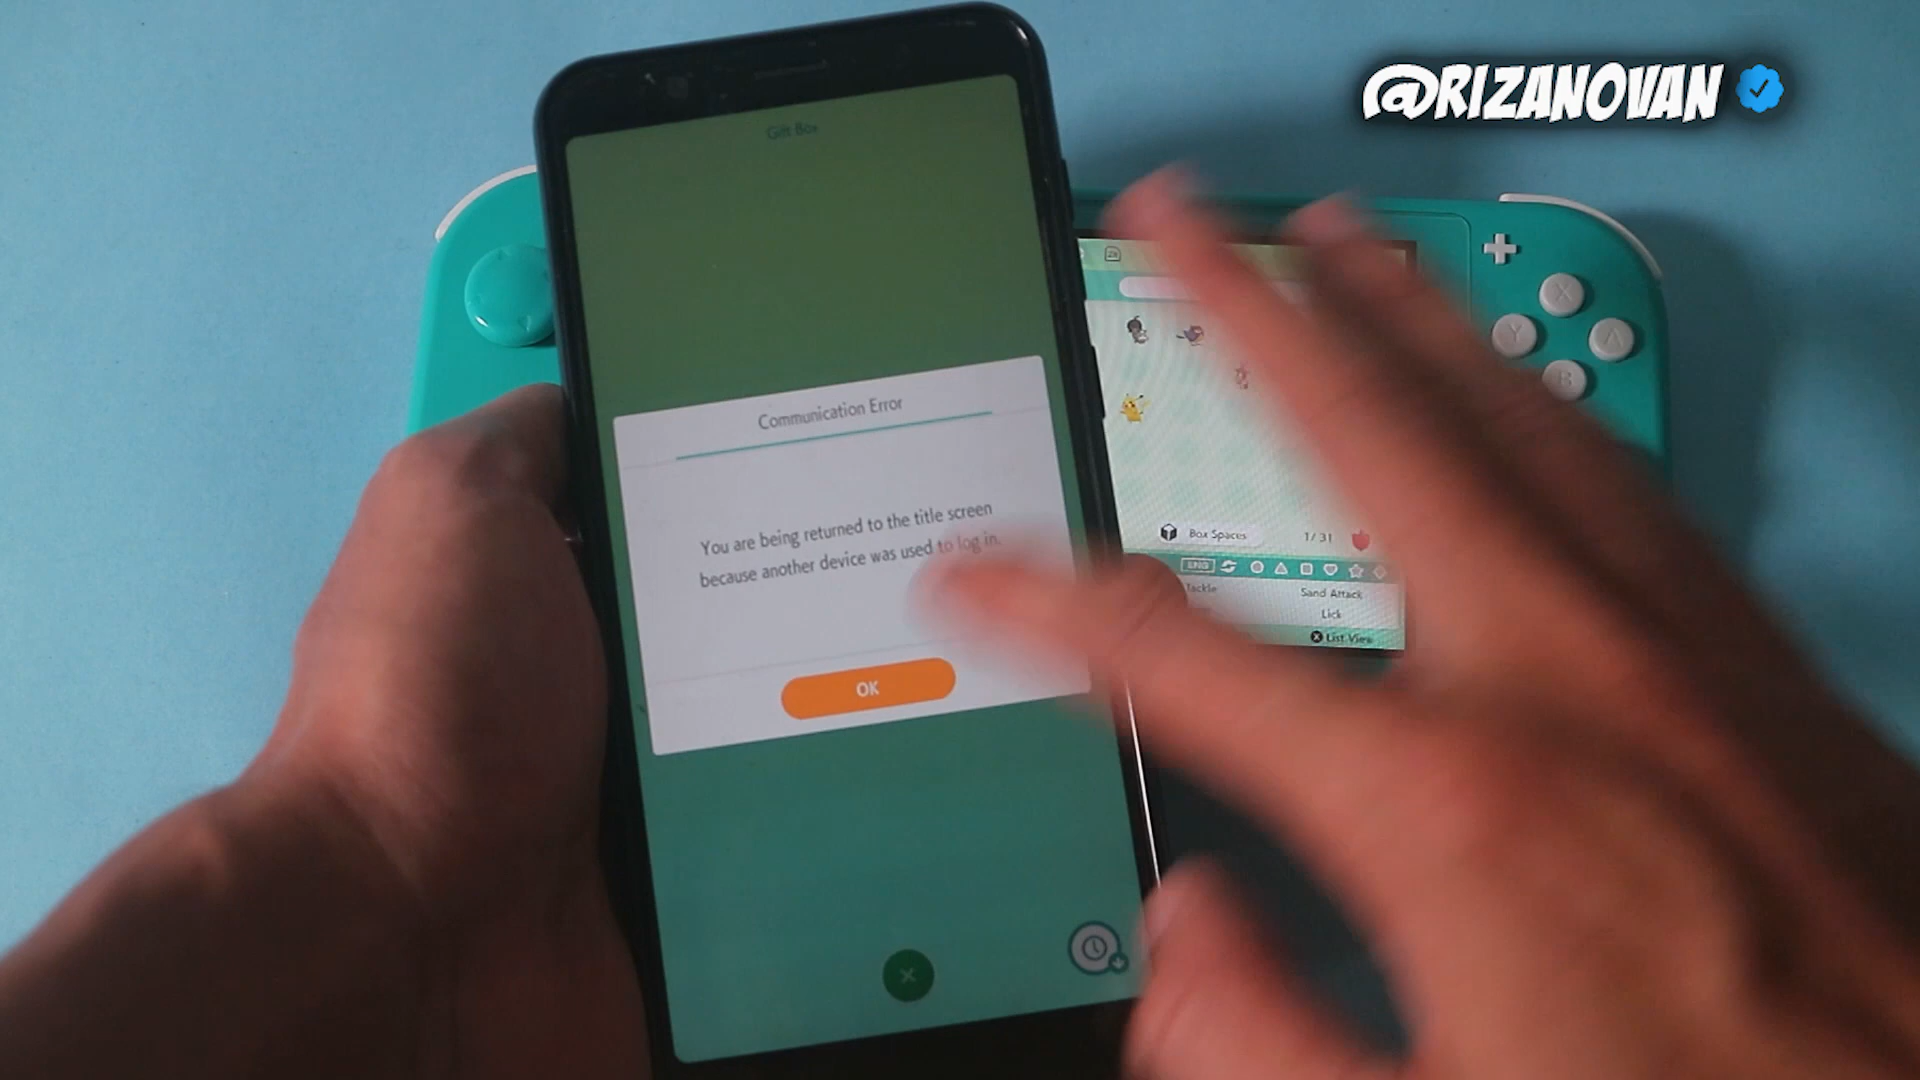 @RIZANOVAN
Gift Box
Communication Error
You are being returned to the title screen
because another device was used to log in.
OK
Box Spaces 1/31
ENG
Tackle Sand Attack
Lick
X List View
X
Y
A
B